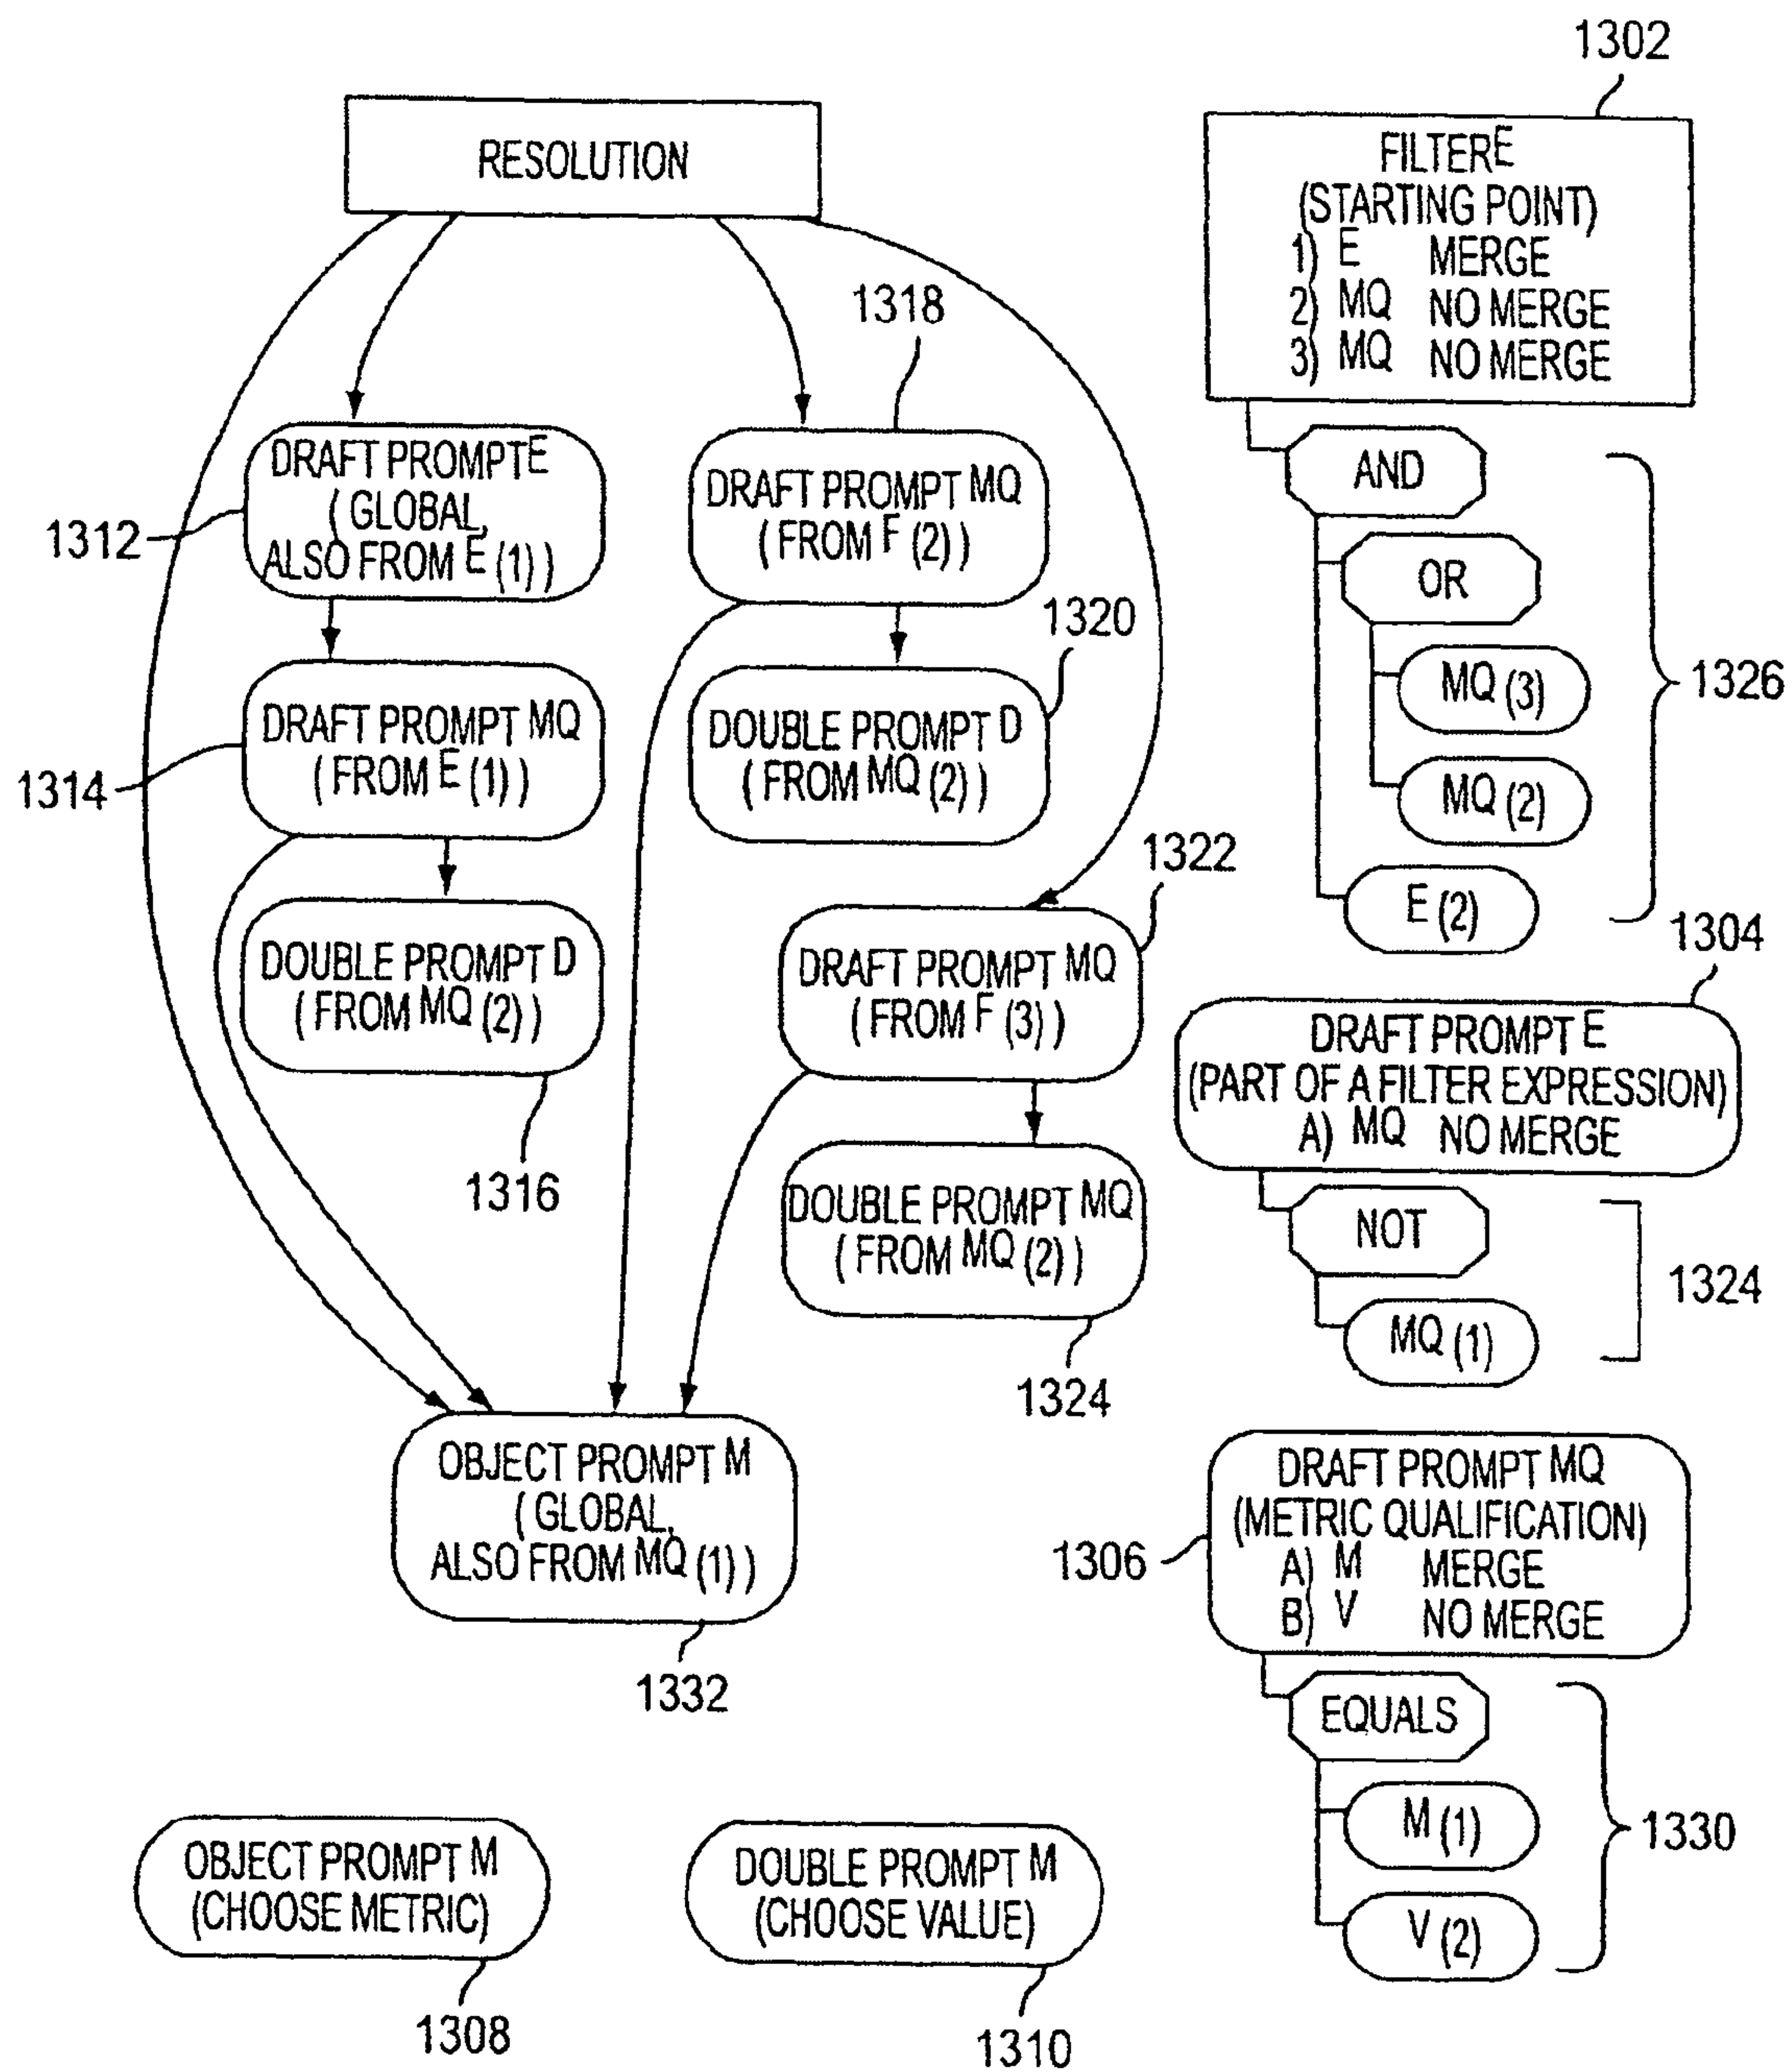 1302
RESOLUTION
FILTER E
(STARTING POINT)
1) E MERGE
2) MQ NO MERGE
3) MQ NO MERGE
1318
DRAFT PROMPT E
( GLOBAL,
ALSO FROM E (1) )
1312
DRAFT PROMPT MQ
( FROM F (2) )
AND
OR
MQ (3)
MQ (2)
E (2)
1326
1320
DRAFT PROMPT MQ
( FROM E (1) )
1314
DOUBLE PROMPT D
( FROM MQ (2) )
1322
DOUBLE PROMPT D
( FROM MQ (2) )
1316
DRAFT PROMPT MQ
( FROM F (3) )
1304
DRAFT PROMPT E
(PART OF A FILTER EXPRESSION)
A) MQ NO MERGE
NOT
MQ (1)
1324
DOUBLE PROMPT MQ
( FROM MQ (2) )
1324
OBJECT PROMPT M
( GLOBAL,
ALSO FROM MQ (1) )
1332
DRAFT PROMPT MQ
(METRIC QUALIFICATION)
A) M MERGE
B) V NO MERGE
1306
EQUALS
M (1)
V (2)
1330
OBJECT PROMPT M
(CHOOSE METRIC)
1308
DOUBLE PROMPT M
(CHOOSE VALUE)
1310